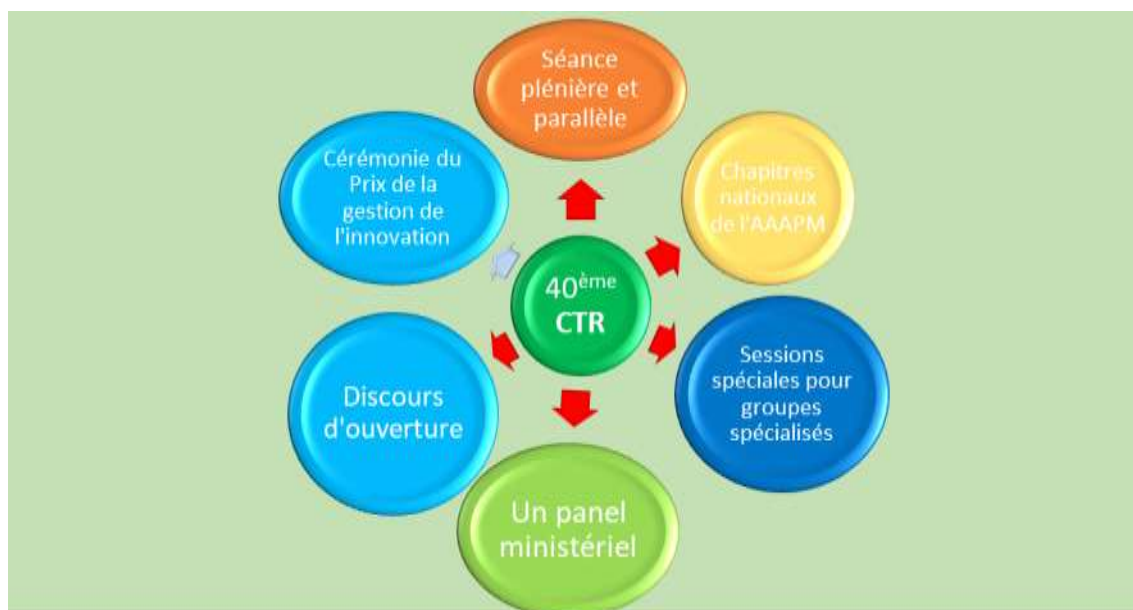 Séance
plénière et
parallèle
Cérémonie du
Prix de la
gestion de
l'innovation
Chapitres
nationaux
de l'AAAPM
40ème
CTR
Sessions
spéciales pour
groupes
spécialisés
Discours
d'ouverture
Un panel
ministériel